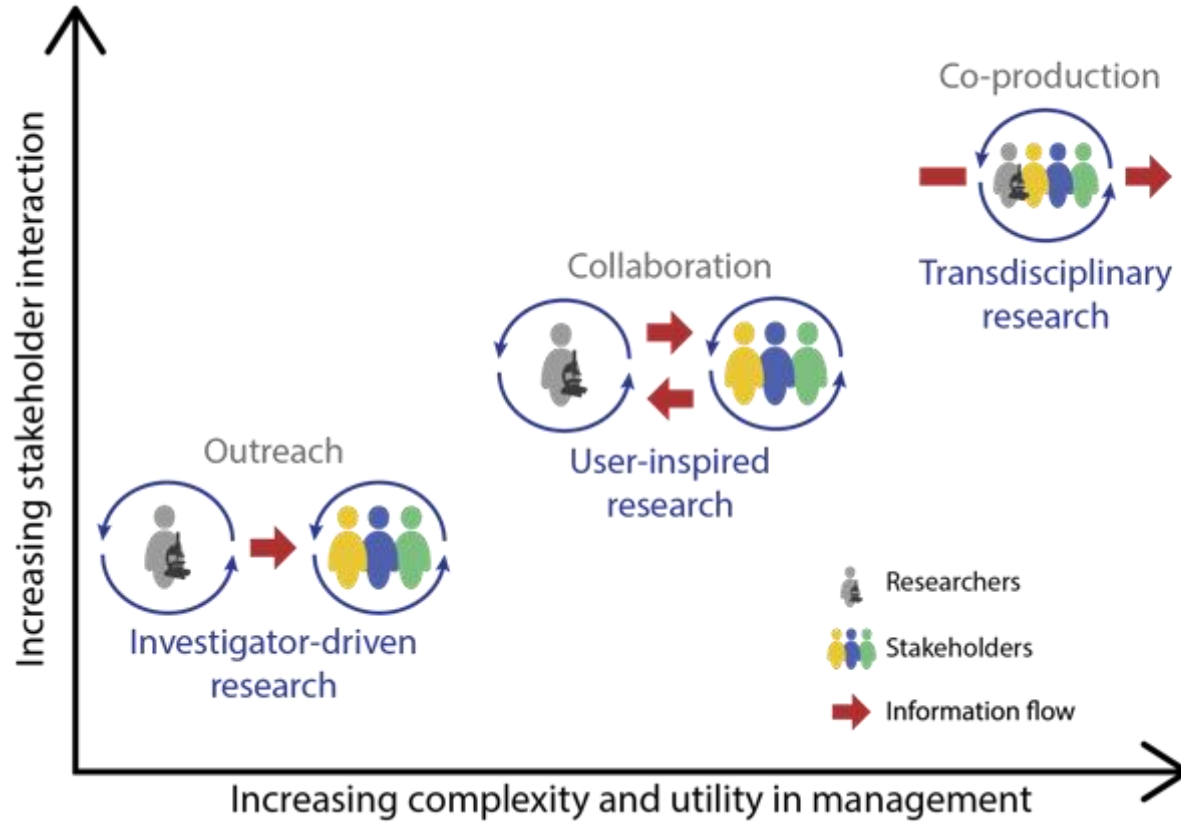 Increasing stakeholder interaction
Co-production
Transdisciplinary
research
Collaboration
User-inspired
research
Outreach
Investigator-driven
research
Researchers
Stakeholders
Information flow
Increasing complexity and utility in management